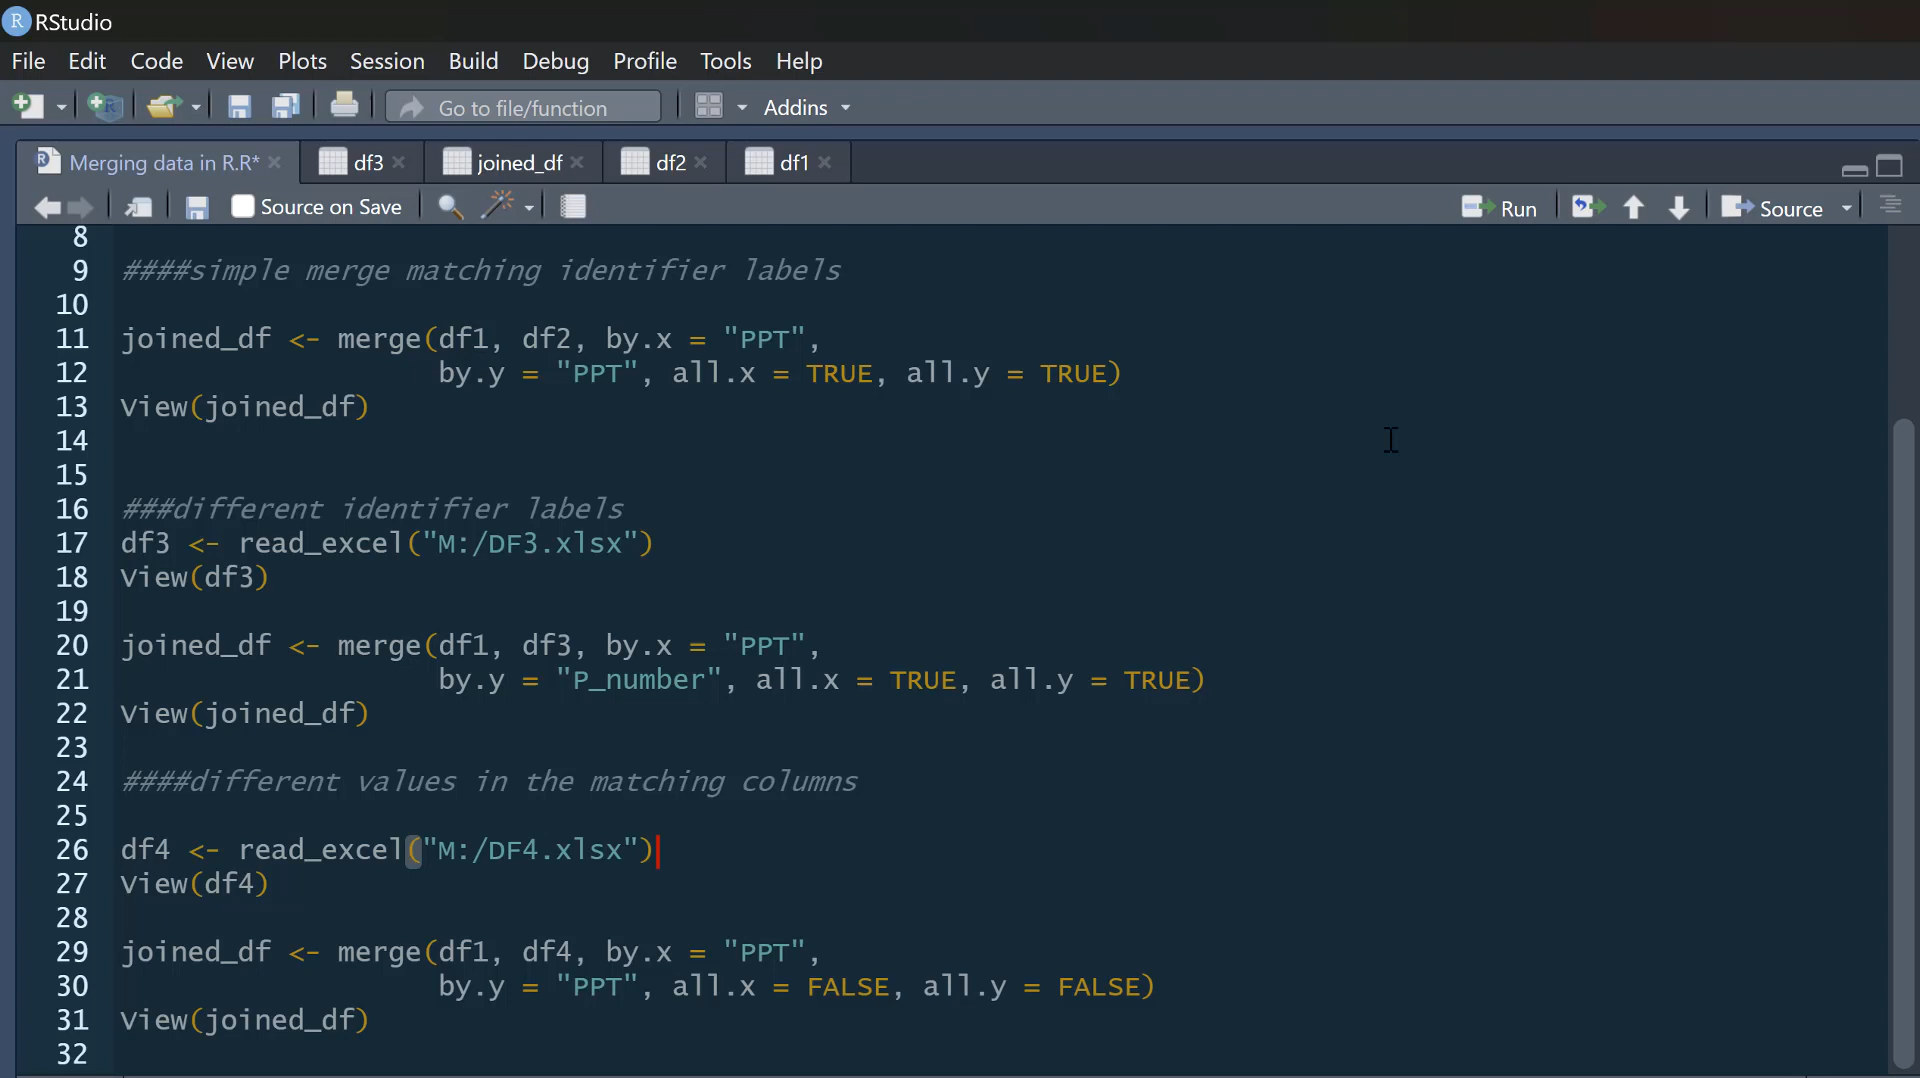 R RStudio
File Edit Code View Plots Session Build Debug Profile Tools Help
Go to file/function Addins
Merging data in R.R* df3 joined_df df2 df1
Source on Save Run Source
8
9 ####simple merge matching identifier labels
10
11 joined_df <- merge(df1, df2, by.x = "PPT",
12 by.y = "PPT", all.x = TRUE, all.y = TRUE)
13 View(joined_df)
14
15
16 ###different identifier labels
17 df3 <- read_excel("M:/DF3.xlsx")
18 View(df3)
19
20 joined_df <- merge(df1, df3, by.x = "PPT",
21 by.y = "P_number", all.x = TRUE, all.y = TRUE)
22 View(joined_df)
23
24 ####different values in the matching columns
25
26 df4 <- read_excel("M:/DF4.xlsx")
27 View(df4)
28
29 joined_df <- merge(df1, df4, by.x = "PPT",
30 by.y = "PPT", all.x = FALSE, all.y = FALSE)
31 View(joined_df)
32